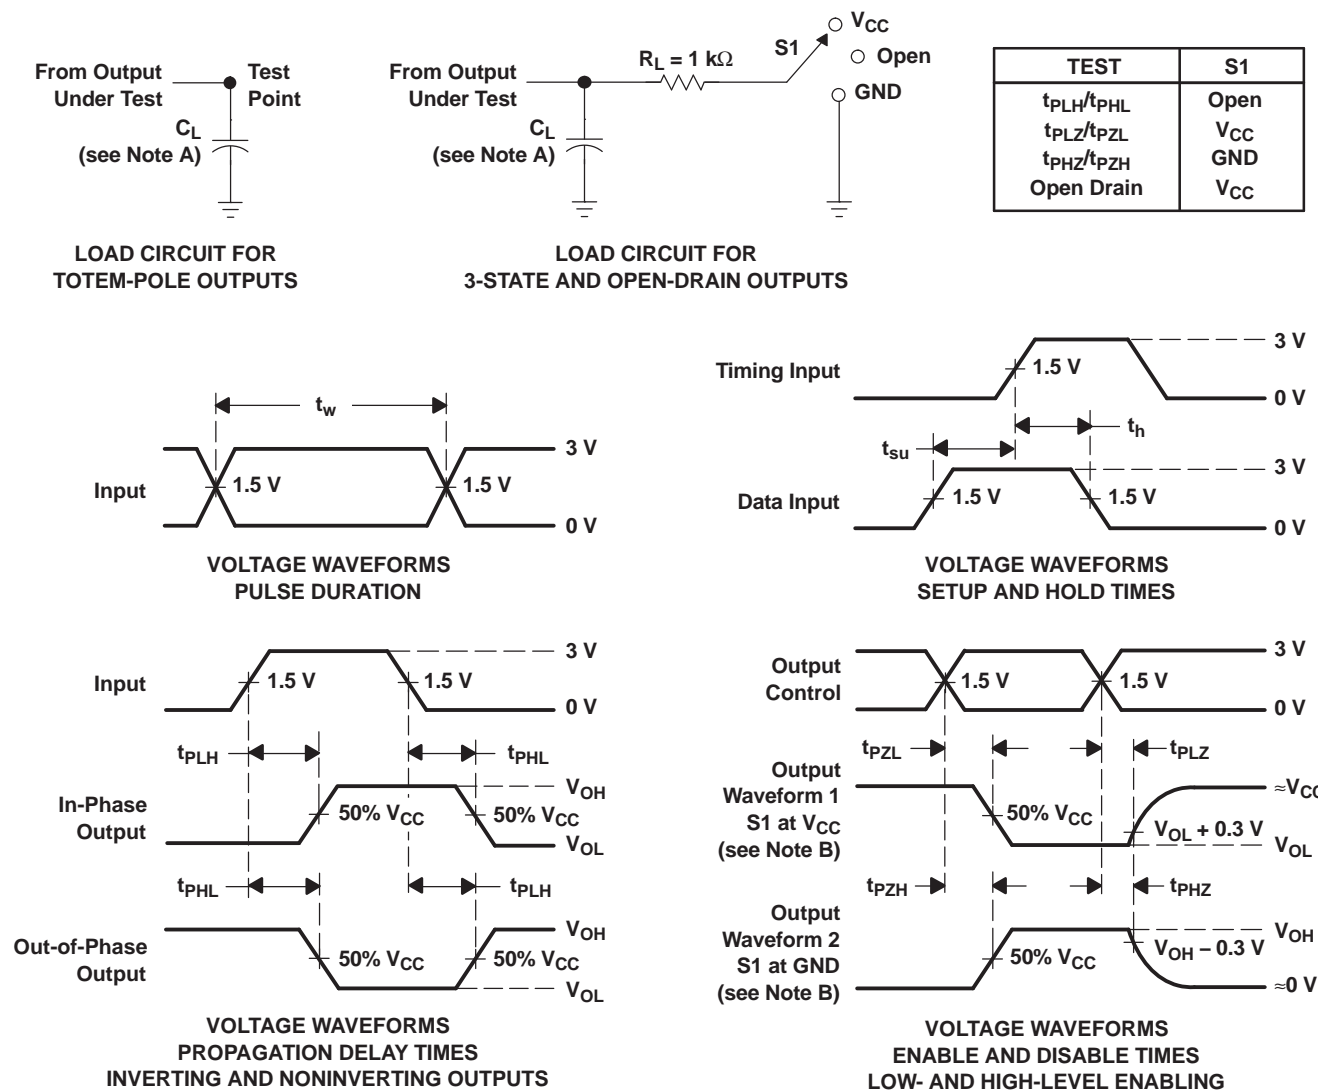 From Output
Under Test
Test
Point
CL
(see Note A)
LOAD CIRCUIT FOR
TOTEM-POLE OUTPUTS
From Output
Under Test
RL = 1 kΩ
S1
VCC
Open
GND
CL
(see Note A)
LOAD CIRCUIT FOR
3-STATE AND OPEN-DRAIN OUTPUTS
TEST S1
tPLH/tPHL Open
tPLZ/tPZL VCC
tPHZ/tPZH GND
Open Drain VCC
tw
Input
1.5 V
1.5 V
3 V
0 V
VOLTAGE WAVEFORMS
PULSE DURATION
Timing Input
1.5 V
3 V
0 V
tsu
th
Data Input
1.5 V
1.5 V
3 V
0 V
VOLTAGE WAVEFORMS
SETUP AND HOLD TIMES
Input
1.5 V
1.5 V
3 V
0 V
tPLH
tPHL
In-Phase
Output
50% VCC
50% VCC
VOH
VOL
tPHL
tPLH
Out-of-Phase
Output
50% VCC
50% VCC
VOH
VOL
VOLTAGE WAVEFORMS
PROPAGATION DELAY TIMES
INVERTING AND NONINVERTING OUTPUTS
Output
Control
1.5 V
1.5 V
3 V
0 V
tPZL
tPLZ
Output
Waveform 1
S1 at VCC
(see Note B)
50% VCC
VOL + 0.3 V
≈VCC
VOL
tPZH
tPHZ
Output
Waveform 2
S1 at GND
(see Note B)
50% VCC
VOH – 0.3 V
VOH
≈0 V
VOLTAGE WAVEFORMS
ENABLE AND DISABLE TIMES
LOW- AND HIGH-LEVEL ENABLING